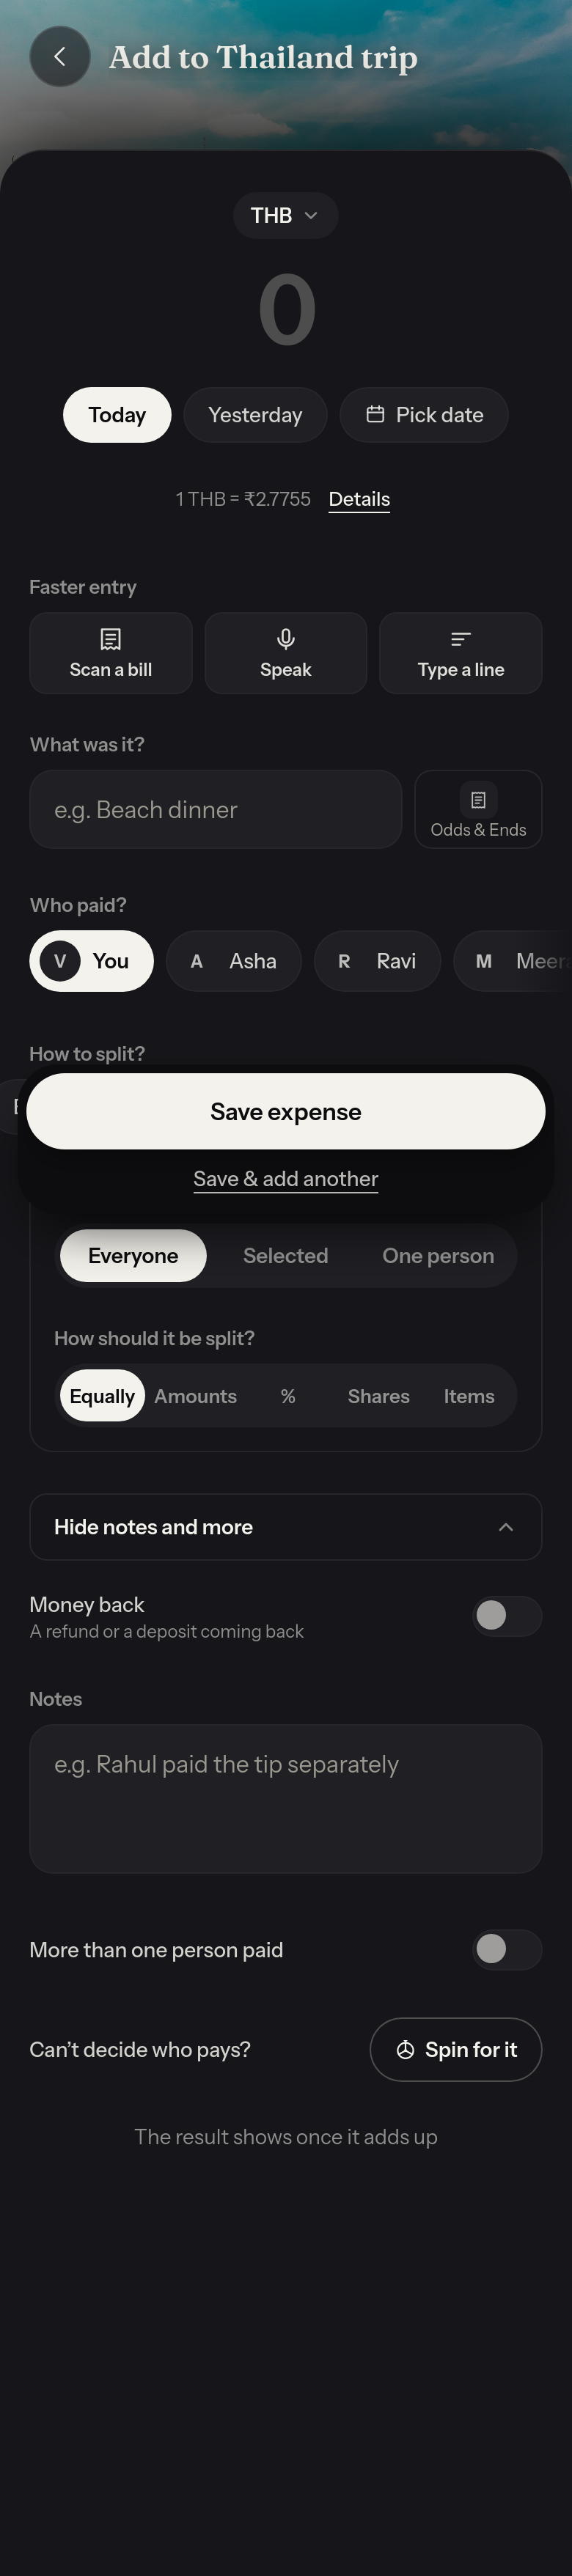 Add to Thailand trip
THB
0
Today Yesterday Pick date
1 THB = ₹2.7755 Details
Faster entry
Scan a bill Speak Type a line
What was it?
e.g. Beach dinner
Odds & Ends
Who paid?
V You A Asha R Ravi M
How to split?
Save expense
Save & add another
Everyone Selected One person
How should it be split?
Equally Amounts % Shares Items
Hide notes and more
Money back
A refund or a deposit coming back
Notes
e.g. Rahul paid the tip separately
More than one person paid
Can’t decide who pays? Spin for it
The result shows once it adds up